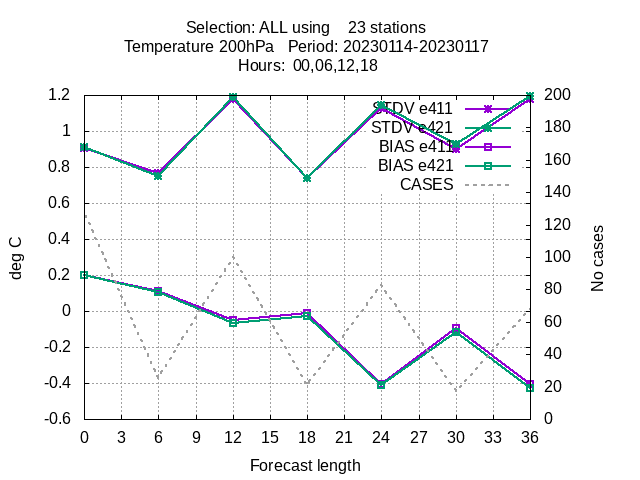 Selection: ALL using 23 stations
Temperature 200hPa Period: 20230114-20230117
Hours: 00,06,12,18
1.2
1
0.8
0.6
0.4
0.2
0
-0.2
-0.4
-0.6
deg C
STDV e411
STDV e421
BIAS e411
BIAS e421
CASES
200
180
160
140
120
100
80
60
40
20
0
No cases
0 3 6 9 12 15 18 21 24 27 30 33 36
Forecast length